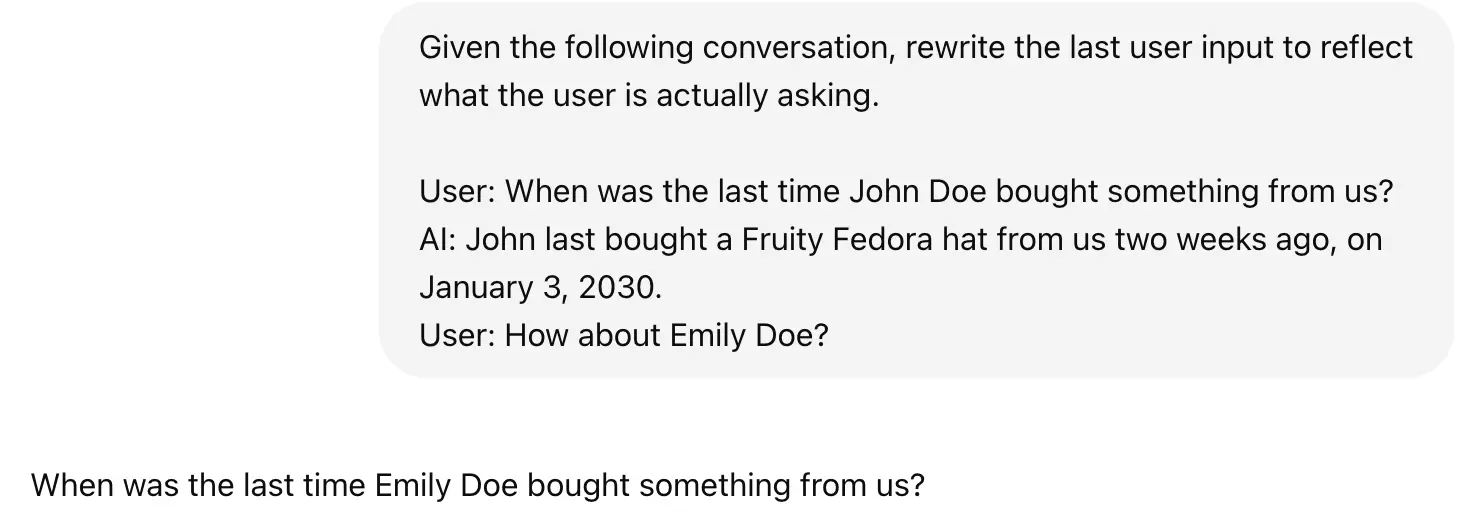 Given the following conversation, rewrite the last user input to reflect
what the user is actually asking.
User: When was the last time John Doe bought something from us?
AI: John last bought a Fruity Fedora hat from us two weeks ago, on
January 3, 2030.
User: How about Emily Doe?
When was the last time Emily Doe bought something from us?